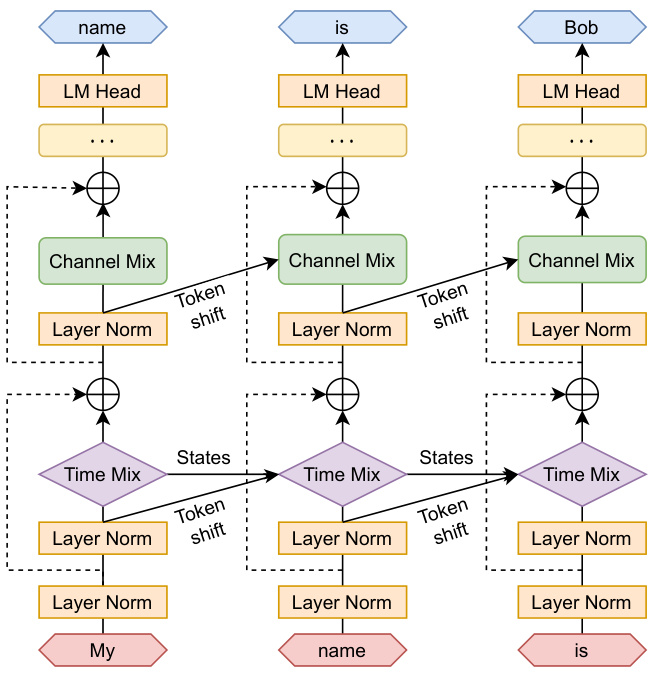 name
is
Bob
LM Head
LM Head
LM Head
...
...
...
Channel Mix
Channel Mix
Channel Mix
Token
shift
Token
shift
Layer Norm
Layer Norm
Layer Norm
States
States
Time Mix
Time Mix
Time Mix
Token
shift
Token
shift
Layer Norm
Layer Norm
Layer Norm
Layer Norm
Layer Norm
Layer Norm
My
name
is